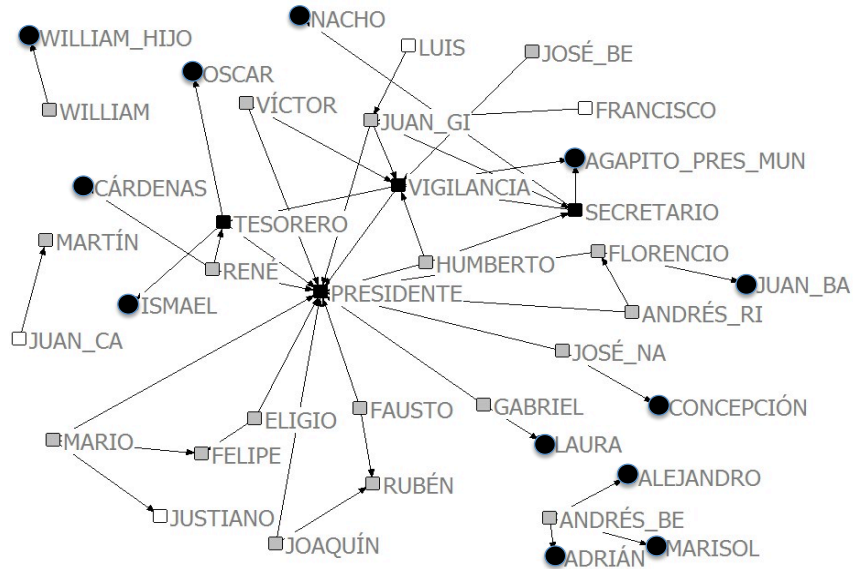 NACHO
WILLIAM_HIJO
LUIS
JOSÉ_BE
OSCAR
VÍCTOR
WILLIAM
FRANCISCO
JUAN_GI
AGAPITO_PRES_MUN
CÁRDENAS
VIGILANCIA
SECRETARIO
TESORERO
MARTÍN
FLORENCIO
HUMBERTO
RENÉ
JUAN_BA
PRESIDENTE
ISMAEL
ANDRÉS_RI
JUAN_CA
JOSÉ_NA
GABRIEL
CONCEPCIÓN
FAUSTO
ELIGIO
MARIO
LAURA
FELIPE
ALEJANDRO
RUBÉN
JUSTIANO
ANDRÉS_BE
JOAQUÍN
MARISOL
ADRIÁN